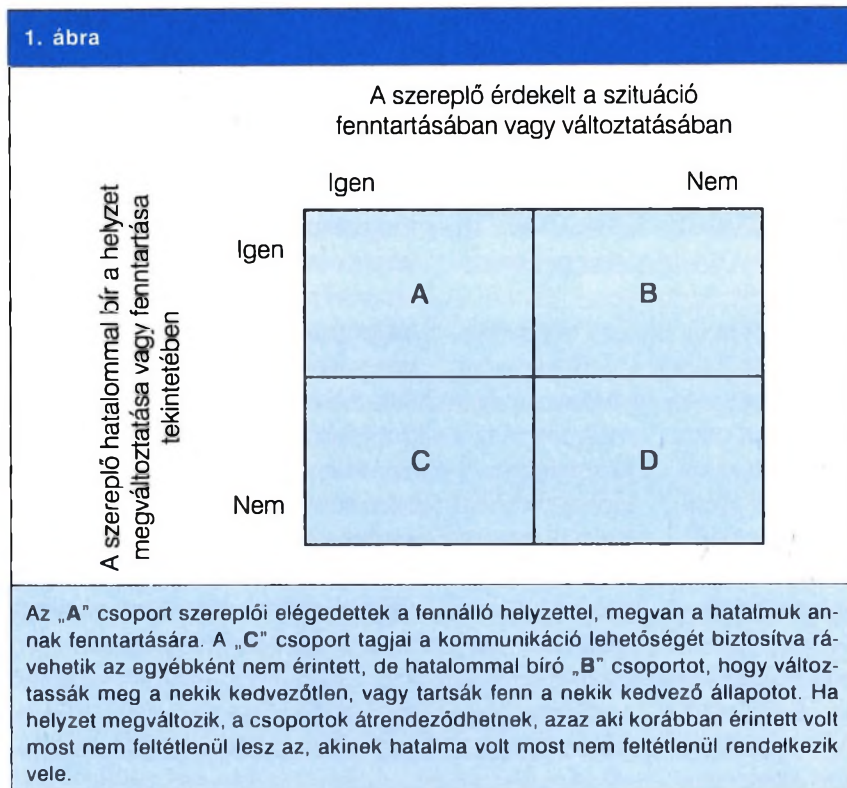 1. ábra
A szereplő érdekelt a szituáció
fenntartásában vagy változtatásában
Igen Nem
A szereplő hatalommal bír a helyzet
megváltoztatása vagy fenntartása
tekintetében
Igen
A B
C D
Nem
Az „A" csoport szereplői elégedettek a fennálló helyzettel, megvan a hatalmuk an-
nak fenntartására. A „C" csoport tagjai a kommunikáció lehetőségét biztosítva rá-
vehetik az egyébként nem érintett, de hatalommal bíró „B" csoportot, hogy változ-
tassák meg a nekik kedvezőtlen, vagy tartsák fenn a nekik kedvező állapotot. Ha
helyzet megváltozik, a csoportok átrendeződhetnek, azaz aki korábban érintett volt
most nem feltétlenül lesz az, akinek hatalma volt most nem feltétlenül rendelkezik
vele.